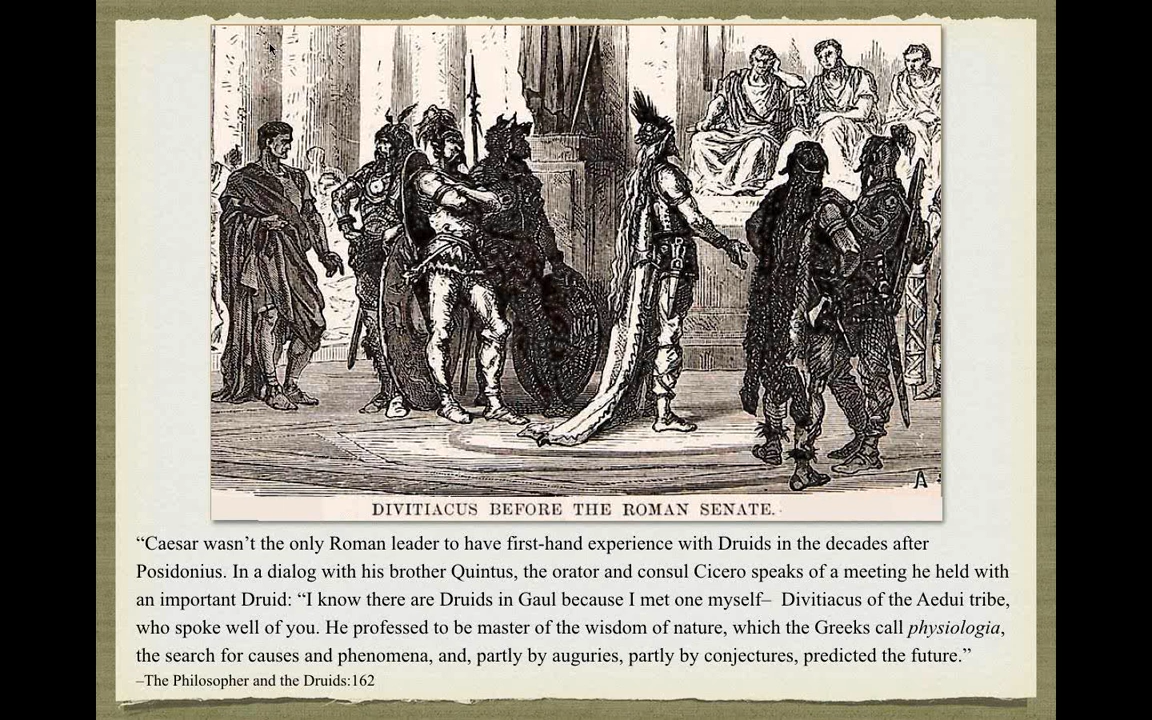 A
DIVITIACUS BEFORE THE ROMAN SENATE.
“Caesar wasn’t the only Roman leader to have first-hand experience with Druids in the decades after
Posidonius. In a dialog with his brother Quintus, the orator and consul Cicero speaks of a meeting he held with
an important Druid: “I know there are Druids in Gaul because I met one myself– Divitiacus of the Aedui tribe,
who spoke well of you. He professed to be master of the wisdom of nature, which the Greeks call physiologia,
the search for causes and phenomena, and, partly by auguries, partly by conjectures, predicted the future.”
–The Philosopher and the Druids:162